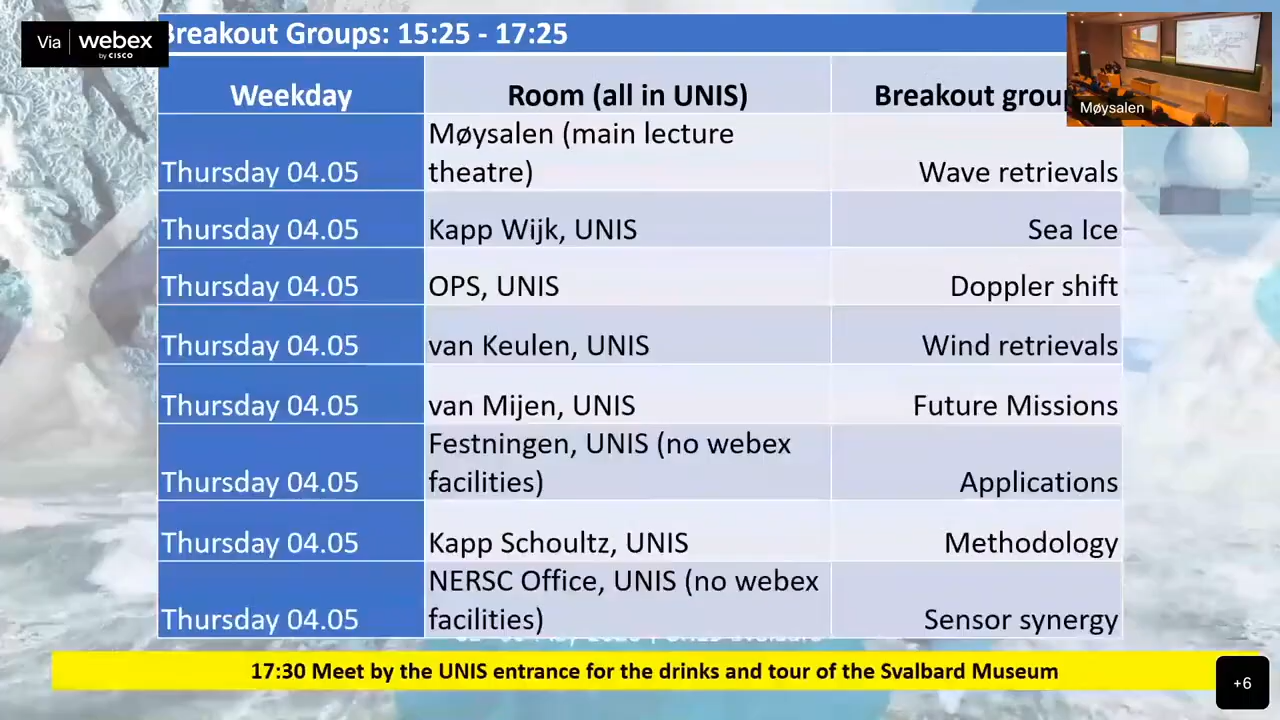 Via webex
by CISCO
Breakout Groups: 15:25 - 17:25
Weekday
Room (all in UNIS)
Breakout
Møysalen
Thursday 04.05
Møysalen (main lecture
theatre)
Wave retrievals
Thursday 04.05
Kapp Wijk, UNIS
Sea Ice
Thursday 04.05
OPS, UNIS
Doppler shift
Thursday 04.05
van Keulen, UNIS
Wind retrievals
Thursday 04.05
van Mijen, UNIS
Future Missions
Thursday 04.05
Festningen, UNIS (no webex
facilities)
Applications
Thursday 04.05
Kapp Schoultz, UNIS
Methodology
Thursday 04.05
NERSC Office, UNIS (no webex
facilities)
Sensor synergy
17:30 Meet by the UNIS entrance for the drinks and tour of the Svalbard Museum
+6